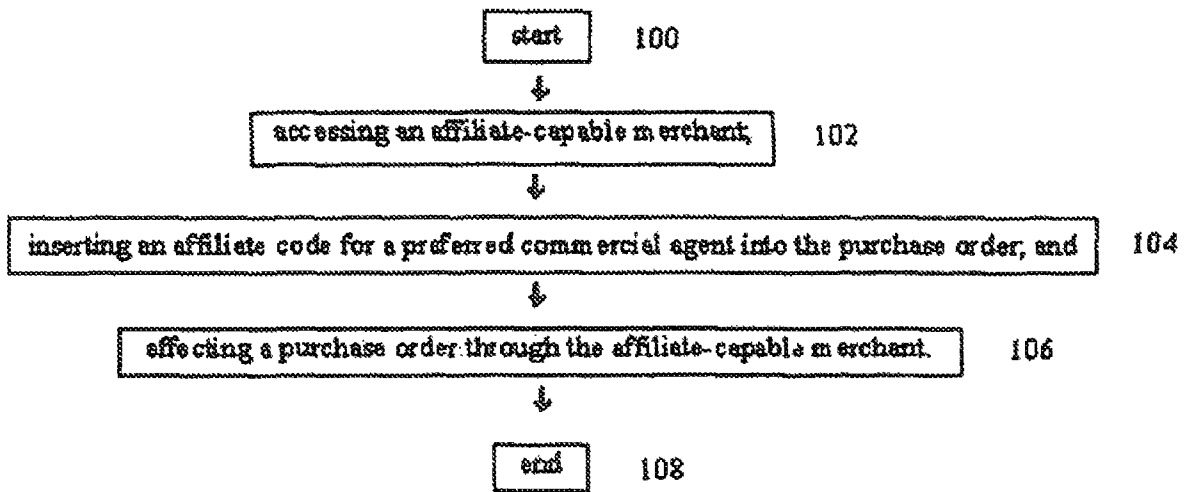 start 100
accessing an affiliate-capable merchant; 102
inserting an affiliate code for a preferred commercial agent into the purchase order; and 104
effecting a purchase order through the affiliate-capable merchant. 106
end 108